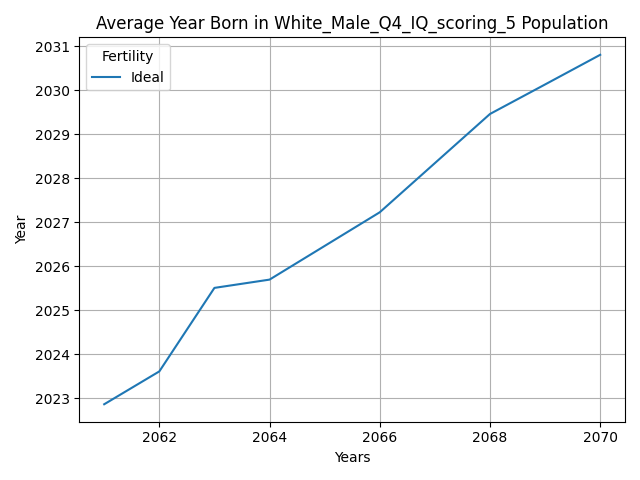 Average Year Born in White_Male_Q4_IQ_scoring_5 Population
Fertility
Ideal
2031
2030
2029
2028
2027
2026
2025
2024
2023
Year
2062 2064 2066 2068 2070
Years